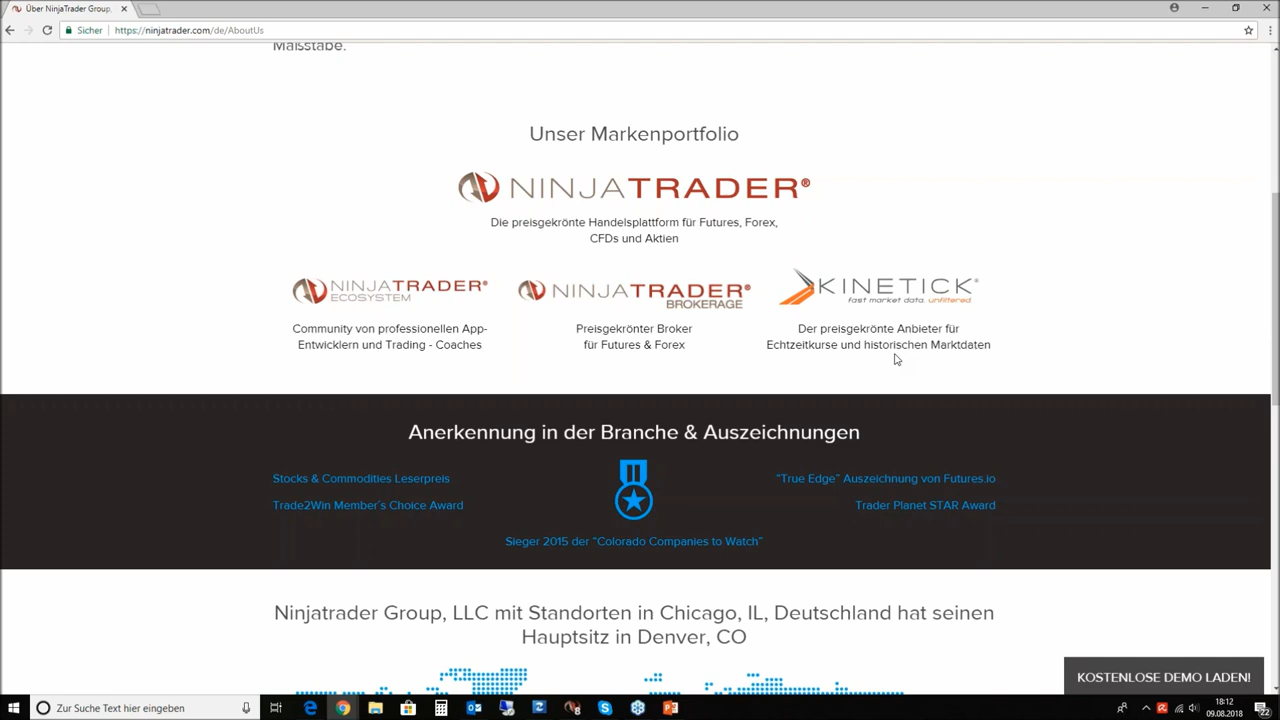 Über NinjaTrader Group,
Sicher
https://ninjatrader.com/de/AboutUs
Maßstäbe.
Unser Markenportfolio
NINJATRADER®
Die preisgekrönte Handelsplattform für Futures, Forex,
CFDs und Aktien
NINJATRADER®
ECOSYSTEM
NINJATRADER®
BROKERAGE
KINETICK®
fast market data. unfiltered.
Community von professionellen App-
Entwicklern und Trading - Coaches
Preisgekrönter Broker
für Futures & Forex
Der preisgekrönte Anbieter für
Echtzeitkurse und historischen Marktdaten
Anerkennung in der Branche & Auszeichnungen
Stocks & Commodities Leserpreis
“True Edge” Auszeichnung von Futures.io
Trade2Win Member´s Choice Award
Trader Planet STAR Award
Sieger 2015 der “Colorado Companies to Watch”
Ninjatrader Group, LLC mit Standorten in Chicago, IL, Deutschland hat seinen
Hauptsitz in Denver, CO
KOSTENLOSE DEMO LADEN!
Zur Suche Text hier eingeben
18:12
09.08.2018
22